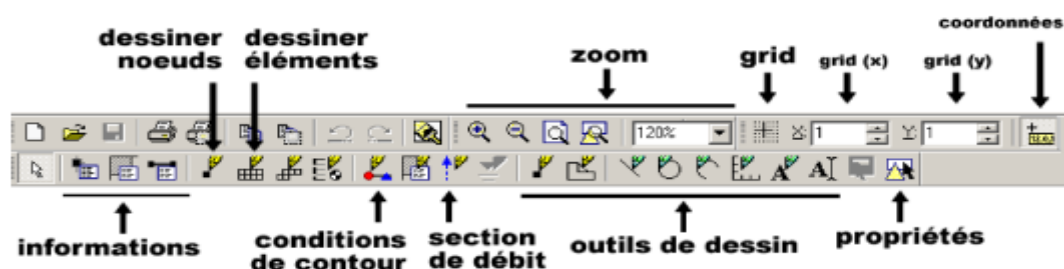 coordonnées
dessiner noeuds
dessiner éléments
zoom
grid
grid (x)
grid (y)
120%
X: 1
Y: 1
informations
conditions de contour
section de débit
outils de dessin
propriétés